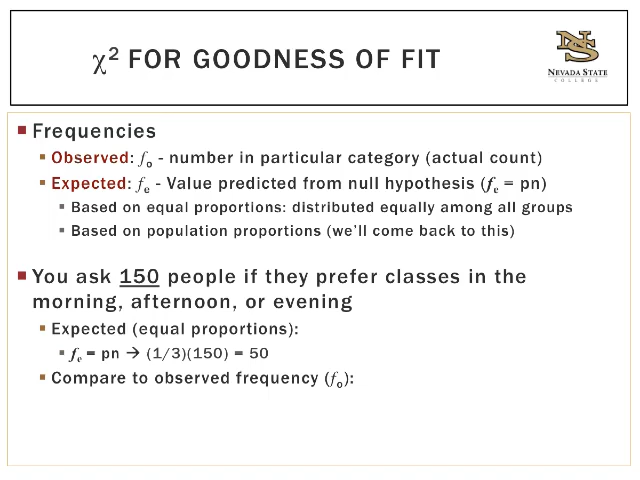 χ² FOR GOODNESS OF FIT
NS
NEVADA STATE
COLLEGE
Frequencies
Observed: fₒ - number in particular category (actual count)
Expected: fₑ - Value predicted from null hypothesis (fₑ = pn)
Based on equal proportions: distributed equally among all groups
Based on population proportions (we'll come back to this)
You ask 150 people if they prefer classes in the
morning, afternoon, or evening
Expected (equal proportions):
fₑ = pn → (1/3)(150) = 50
Compare to observed frequency (fₒ):